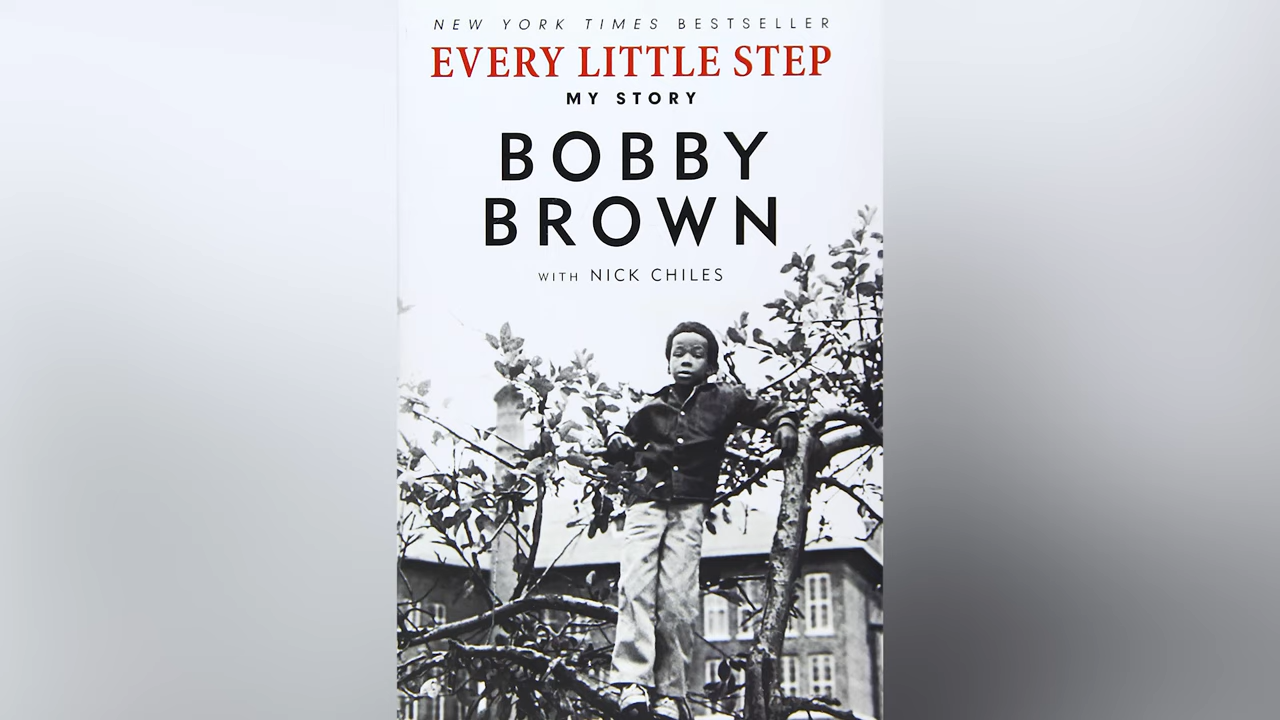 NEW YORK TIMES BESTSELLER
EVERY LITTLE STEP
MY STORY
BOBBY
BROWN
WITH NICK CHILES